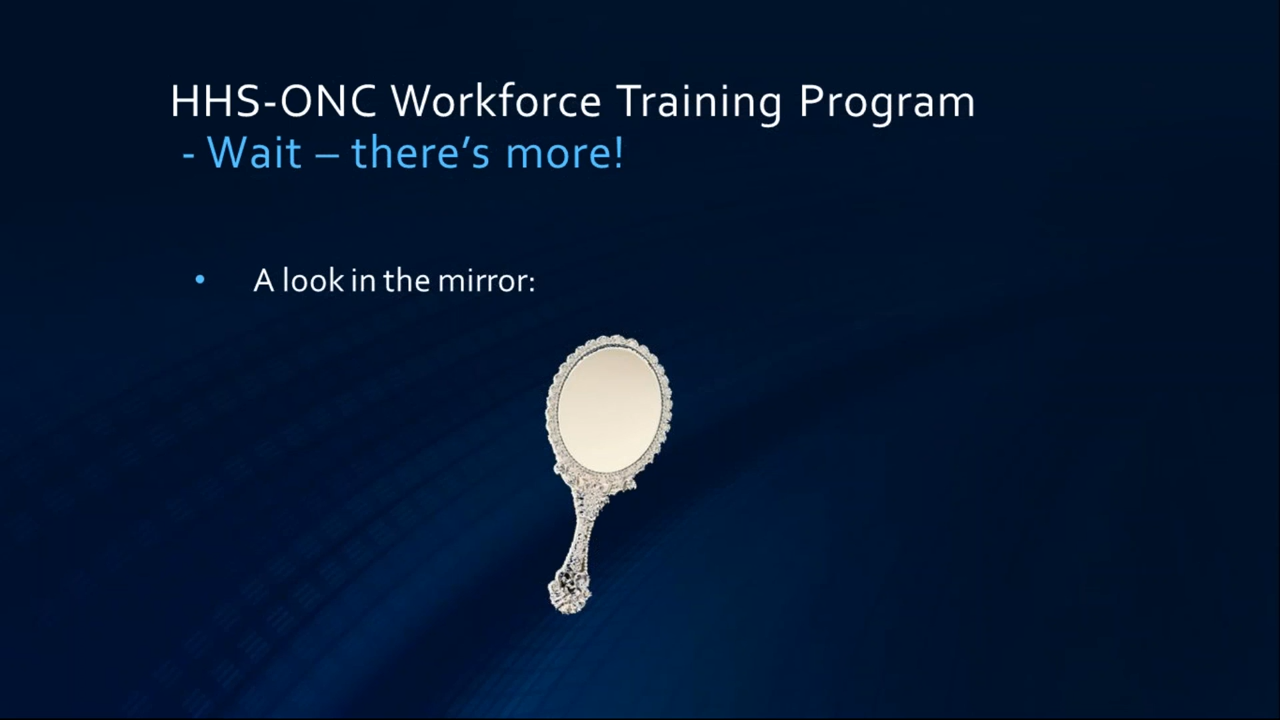 HHS-ONC Workforce Training Program
- Wait – there’s more!
• A look in the mirror: